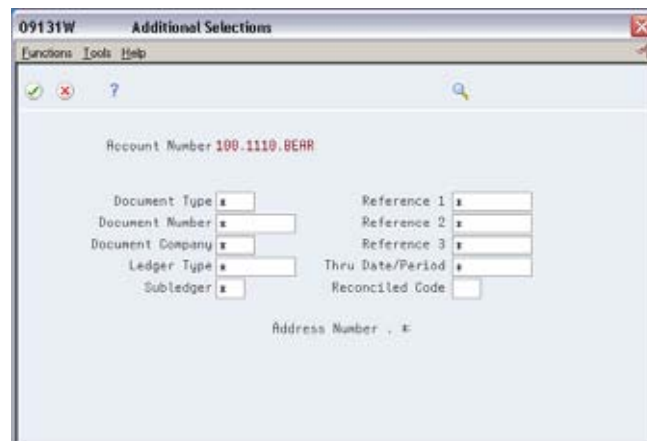 09131W Additional Selections
Functions Tools Help
?
Account Number 100.1110.BEAR
Document Type * Reference 1 *
Document Number * Reference 2 *
Document Company * Reference 3 *
Ledger Type * Thru Date/Period *
Subledger * Reconciled Code
Address Number . *